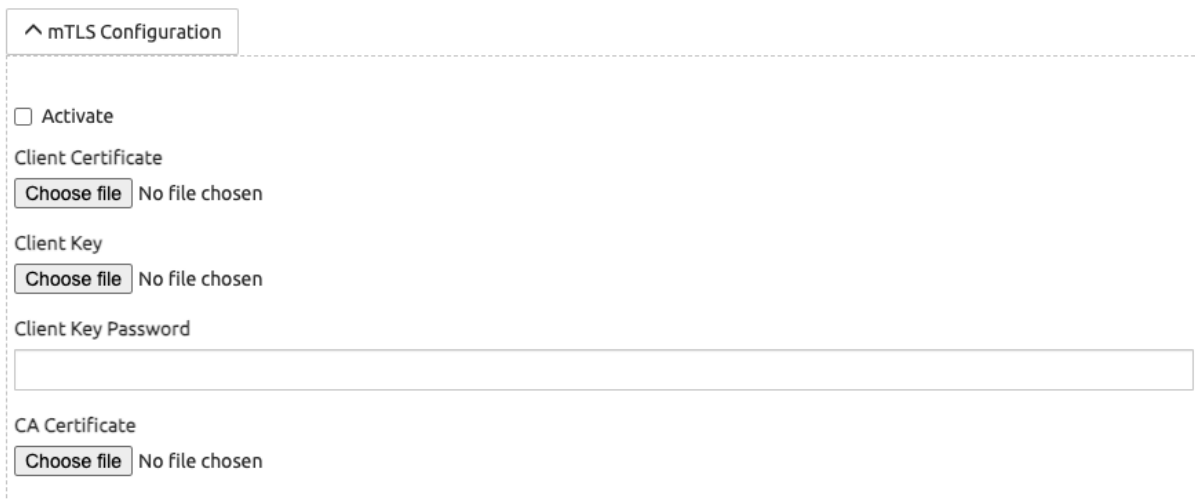 mTLS Configuration
Activate
Client Certificate
Choose file No file chosen
Client Key
Choose file No file chosen
Client Key Password
CA Certificate
Choose file No file chosen